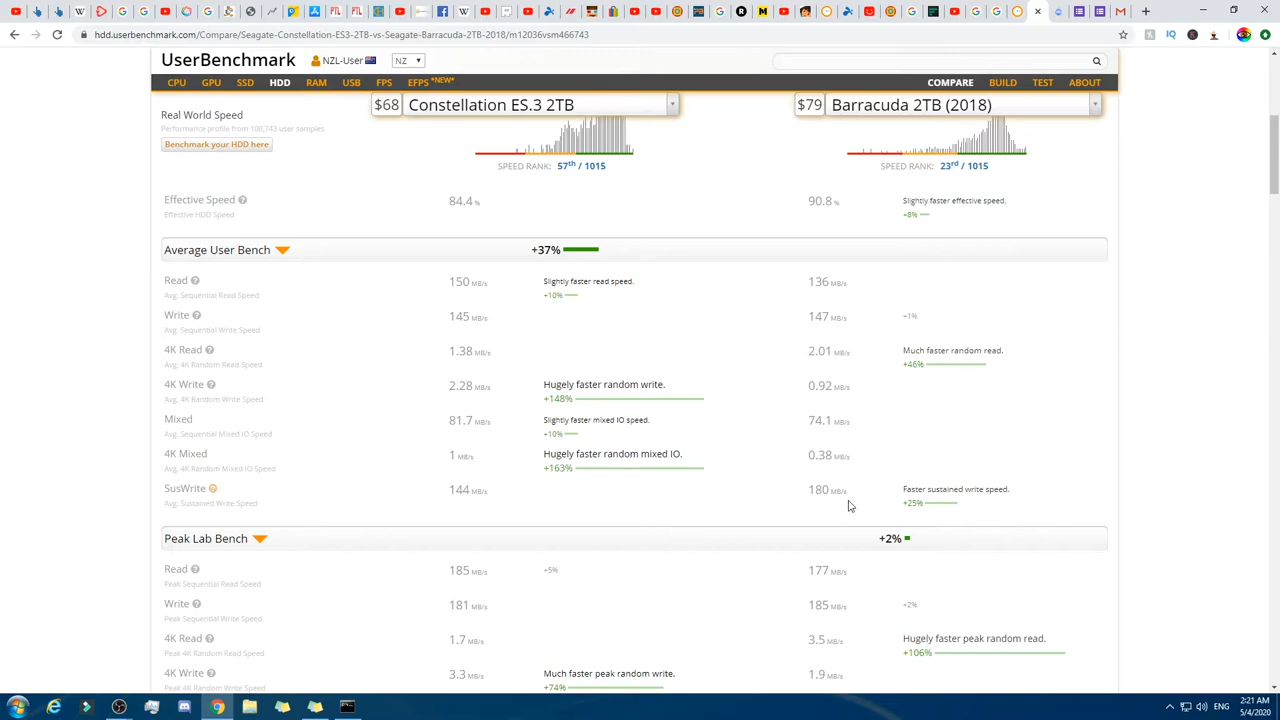 hdd.userbenchmark.com/Compare/Seagate-Constellation-ES3-2TB-vs-Seagate-Barracuda-2TB-2018/m12036vsm466743
UserBenchmark NZL-User NZ
CPU GPU SSD HDD RAM USB FPS EFPS *NEW* COMPARE BUILD TEST ABOUT
$68 Constellation ES.3 2TB $79 Barracuda 2TB (2018)
Real World Speed
Performance profile from 100,743 user samples
Benchmark your HDD here
SPEED RANK: 57th / 1015 SPEED RANK: 23rd / 1015
Effective Speed 84.4 % 90.8 % Slightly faster effective speed.
Effective HDD Speed +8%
Average User Bench +37%
Read 150 MB/s Slightly faster read speed. 136 MB/s
Avg. Sequential Read Speed +10%
Write 145 MB/s 147 MB/s +1%
Avg. Sequential Write Speed
4K Read 1.38 MB/s 2.01 MB/s Much faster random read.
Avg. 4K Random Read Speed +46%
4K Write 2.28 MB/s Hugely faster random write. 0.92 MB/s
Avg. 4K Random Write Speed +148%
Mixed 81.7 MB/s Slightly faster mixed IO speed. 74.1 MB/s
Avg. Sequential Mixed IO Speed +10%
4K Mixed 1 MB/s Hugely faster random mixed IO. 0.38 MB/s
Avg. 4K Random Mixed IO Speed +163%
SusWrite 144 MB/s 180 MB/s Faster sustained write speed.
Avg. Sustained Write Speed +25%
Peak Lab Bench +2%
Read 185 MB/s +5% 177 MB/s
Peak Sequential Read Speed
Write 181 MB/s 185 MB/s +2%
Peak Sequential Write Speed
4K Read 1.7 MB/s 3.5 MB/s Hugely faster peak random read.
Peak 4K Random Read Speed +106%
4K Write 3.3 MB/s Much faster peak random write. 1.9 MB/s
Peak 4K Random Write Speed +74%
ENG 2:21 AM
5/4/2020